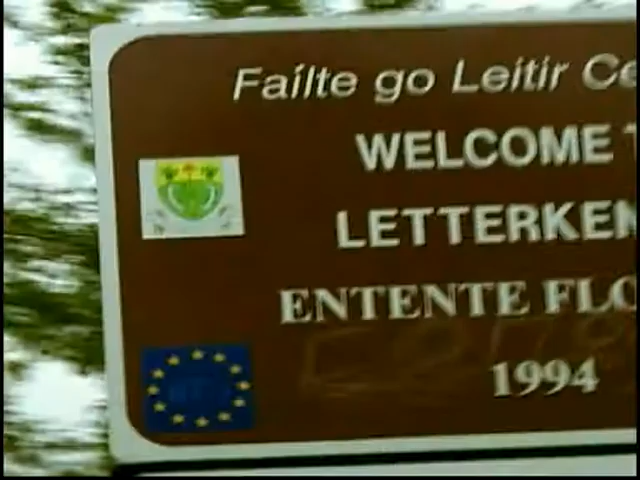 Faílte go Leitir Ce
WELCOME
LETTERKEN
ENTENTE FLO
1994